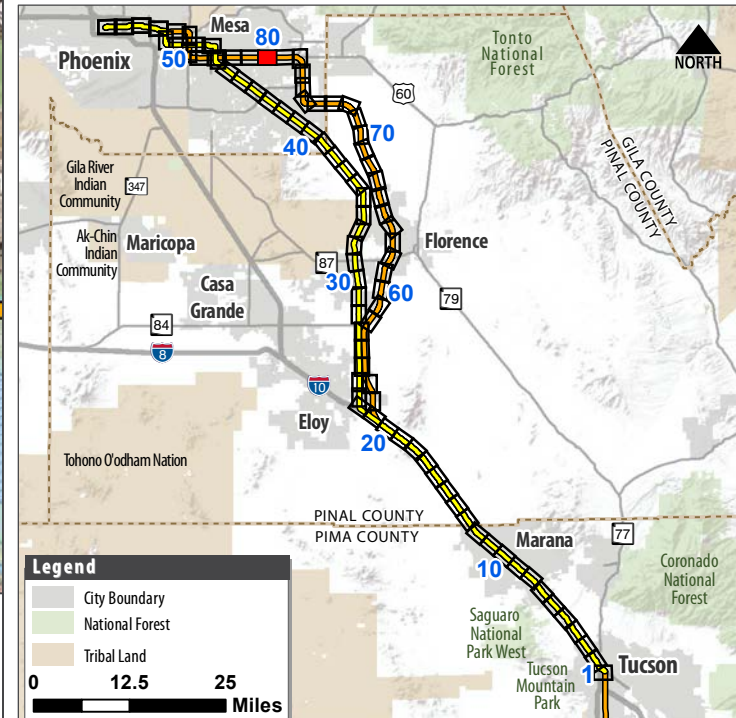 Mesa
80
Phoenix
50
Tonto
National
Forest
NORTH
60
70
40
GILA COUNTY
PINAL COUNTY
Gila River
Indian
Community
347
Ak-Chin
Indian
Community
Maricopa
Florence
87
30
Casa
Grande
60
79
84
8
10
Eloy
20
Tohono O'odham Nation
PINAL COUNTY
PIMA COUNTY
Marana
77
10
Coronado
National
Forest
Saguaro
National
Park West
Tucson
Mountain
Park
1
Tucson
Legend
City Boundary
National Forest
Tribal Land
0 12.5 25
Miles